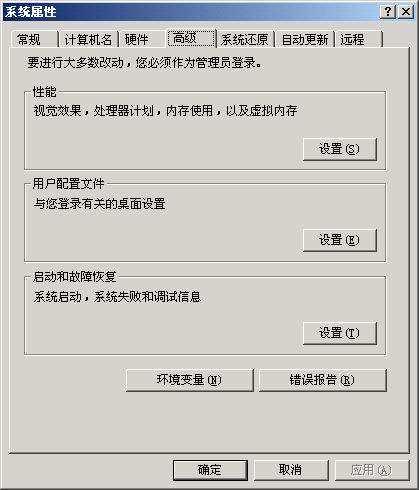 系统属性
常规 计算机名 硬件 高级 系统还原 自动更新 远程
要进行大多数改动，您必须作为管理员登录。
性能
视觉效果，处理器计划，内存使用，以及虚拟内存
设置(S)
用户配置文件
与您登录有关的桌面设置
设置(E)
启动和故障恢复
系统启动，系统失败和调试信息
设置(T)
环境变量(N) 错误报告(R)
确定 取消 应用(A)